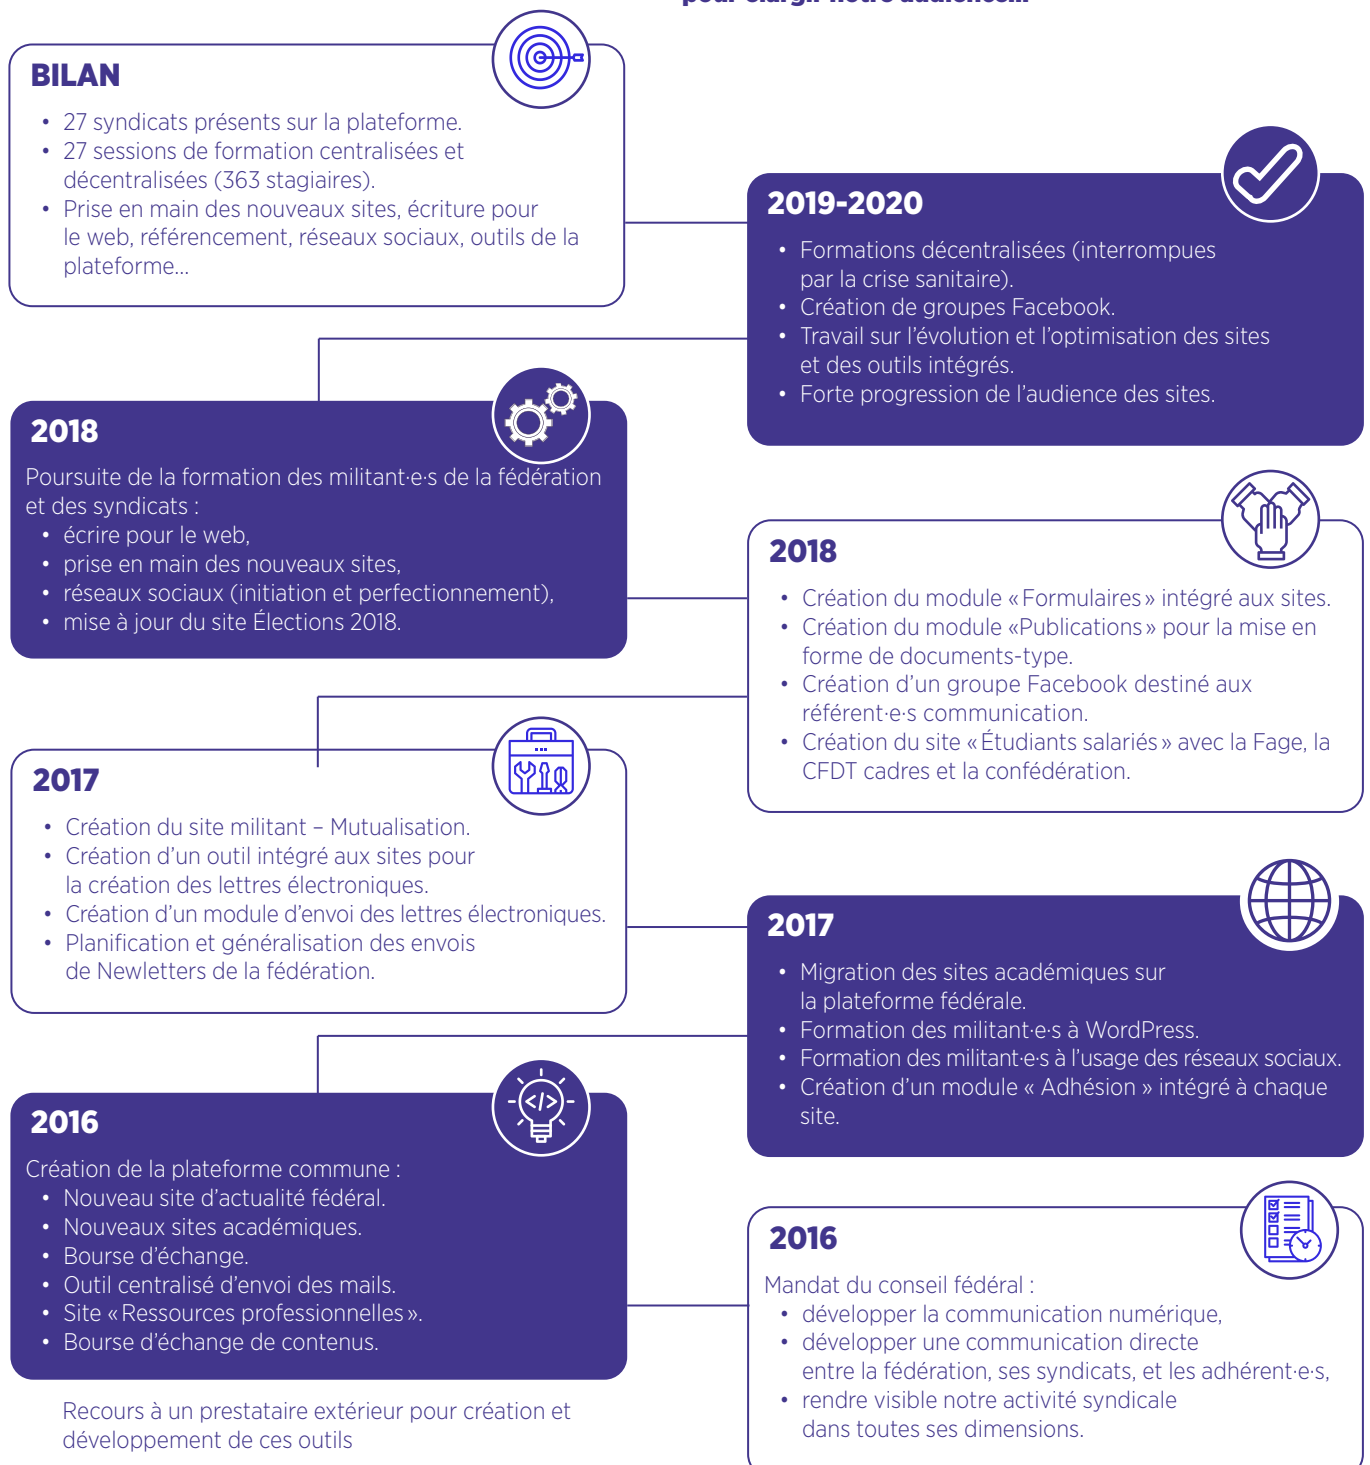 pour élargir notre audience...
BILAN
• 27 syndicats présents sur la plateforme.
• 27 sessions de formation centralisées et
décentralisées (363 stagiaires).
• Prise en main des nouveaux sites, écriture pour
le web, référencement, réseaux sociaux, outils de la
plateforme...
2019-2020
• Formations décentralisées (interrompues
par la crise sanitaire).
• Création de groupes Facebook.
• Travail sur l’évolution et l’optimisation des sites
et des outils intégrés.
• Forte progression de l’audience des sites.
2018
Poursuite de la formation des militant·e·s de la fédération
et des syndicats :
• écrire pour le web,
• prise en main des nouveaux sites,
• réseaux sociaux (initiation et perfectionnement),
• mise à jour du site Élections 2018.
2018
• Création du module « Formulaires » intégré aux sites.
• Création du module «Publications » pour la mise en
forme de documents-type.
• Création d’un groupe Facebook destiné aux
référent·e·s communication.
• Création du site « Étudiants salariés » avec la Fage, la
CFDT cadres et la confédération.
2017
• Création du site militant – Mutualisation.
• Création d’un outil intégré aux sites pour
la création des lettres électroniques.
• Création d’un module d’envoi des lettres électroniques.
• Planification et généralisation des envois
de Newletters de la fédération.
2017
• Migration des sites académiques sur
la plateforme fédérale.
• Formation des militant·e·s à WordPress.
• Formation des militant·e·s à l’usage des réseaux sociaux.
• Création d’un module « Adhésion » intégré à chaque
site.
2016
Création de la plateforme commune :
• Nouveau site d’actualité fédéral.
• Nouveaux sites académiques.
• Bourse d’échange.
• Outil centralisé d’envoi des mails.
• Site « Ressources professionnelles ».
• Bourse d’échange de contenus.
Recours à un prestataire extérieur pour création et
développement de ces outils
2016
Mandat du conseil fédéral :
• développer la communication numérique,
• développer une communication directe
entre la fédération, ses syndicats, et les adhérent·e·s,
• rendre visible notre activité syndicale
dans toutes ses dimensions.